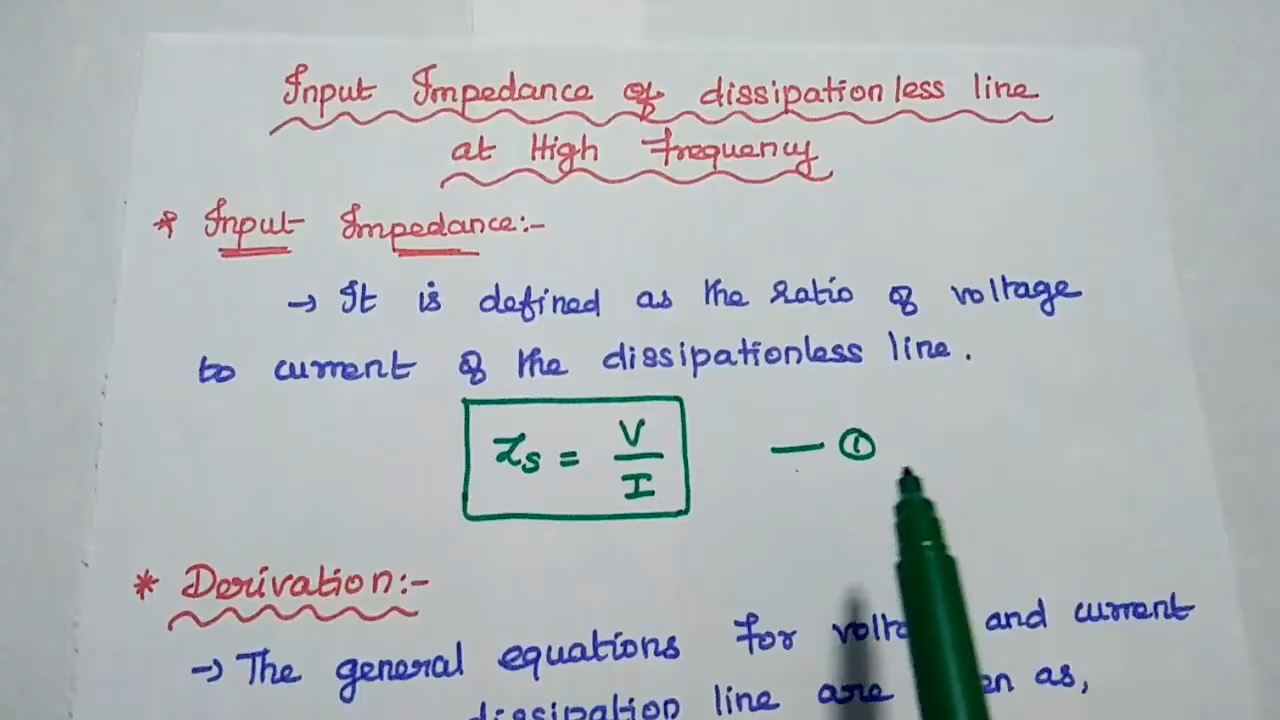 Input Impedance of dissipationless line
at High Frequency
* Input Impedance:-
→ It is defined as the ratio of voltage
to current of the dissipationless line.
Zs = V/I — ①
* Derivation:-
→ The general equations for and current
dissipation line are as,